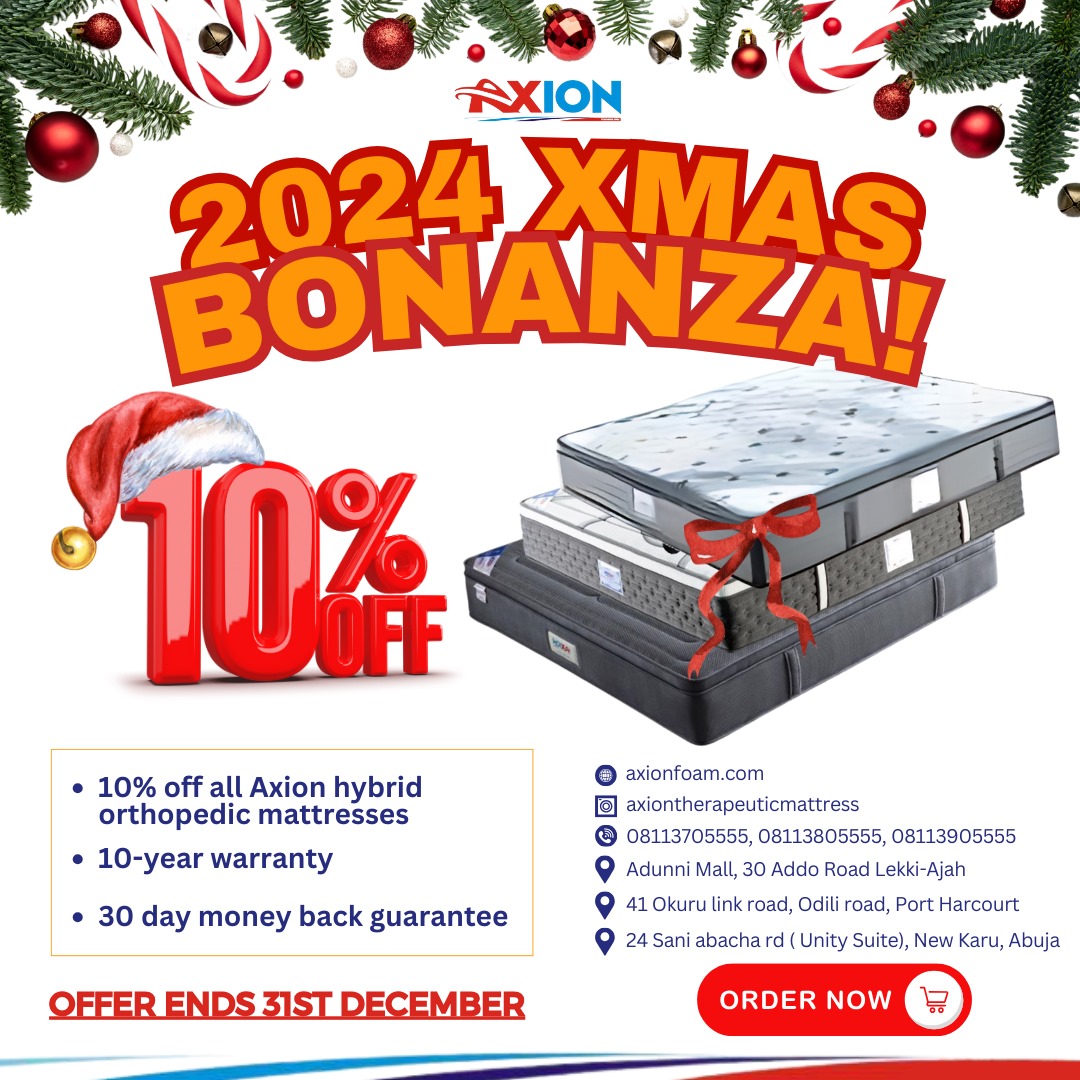 AXION
2024 XMAS
BONANZA!
10%
OFF
• 10% off all Axion hybrid
orthopedic mattresses
• 10-year warranty
• 30 day money back guarantee
OFFER ENDS 31ST DECEMBER
axionfoam.com
axiontherapeuticmattress
08113705555, 08113805555, 08113905555
Adunni Mall, 30 Addo Road Lekki-Ajah
41 Okuru link road, Odili road, Port Harcourt
24 Sani abacha rd ( Unity Suite), New Karu, Abuja
ORDER NOW